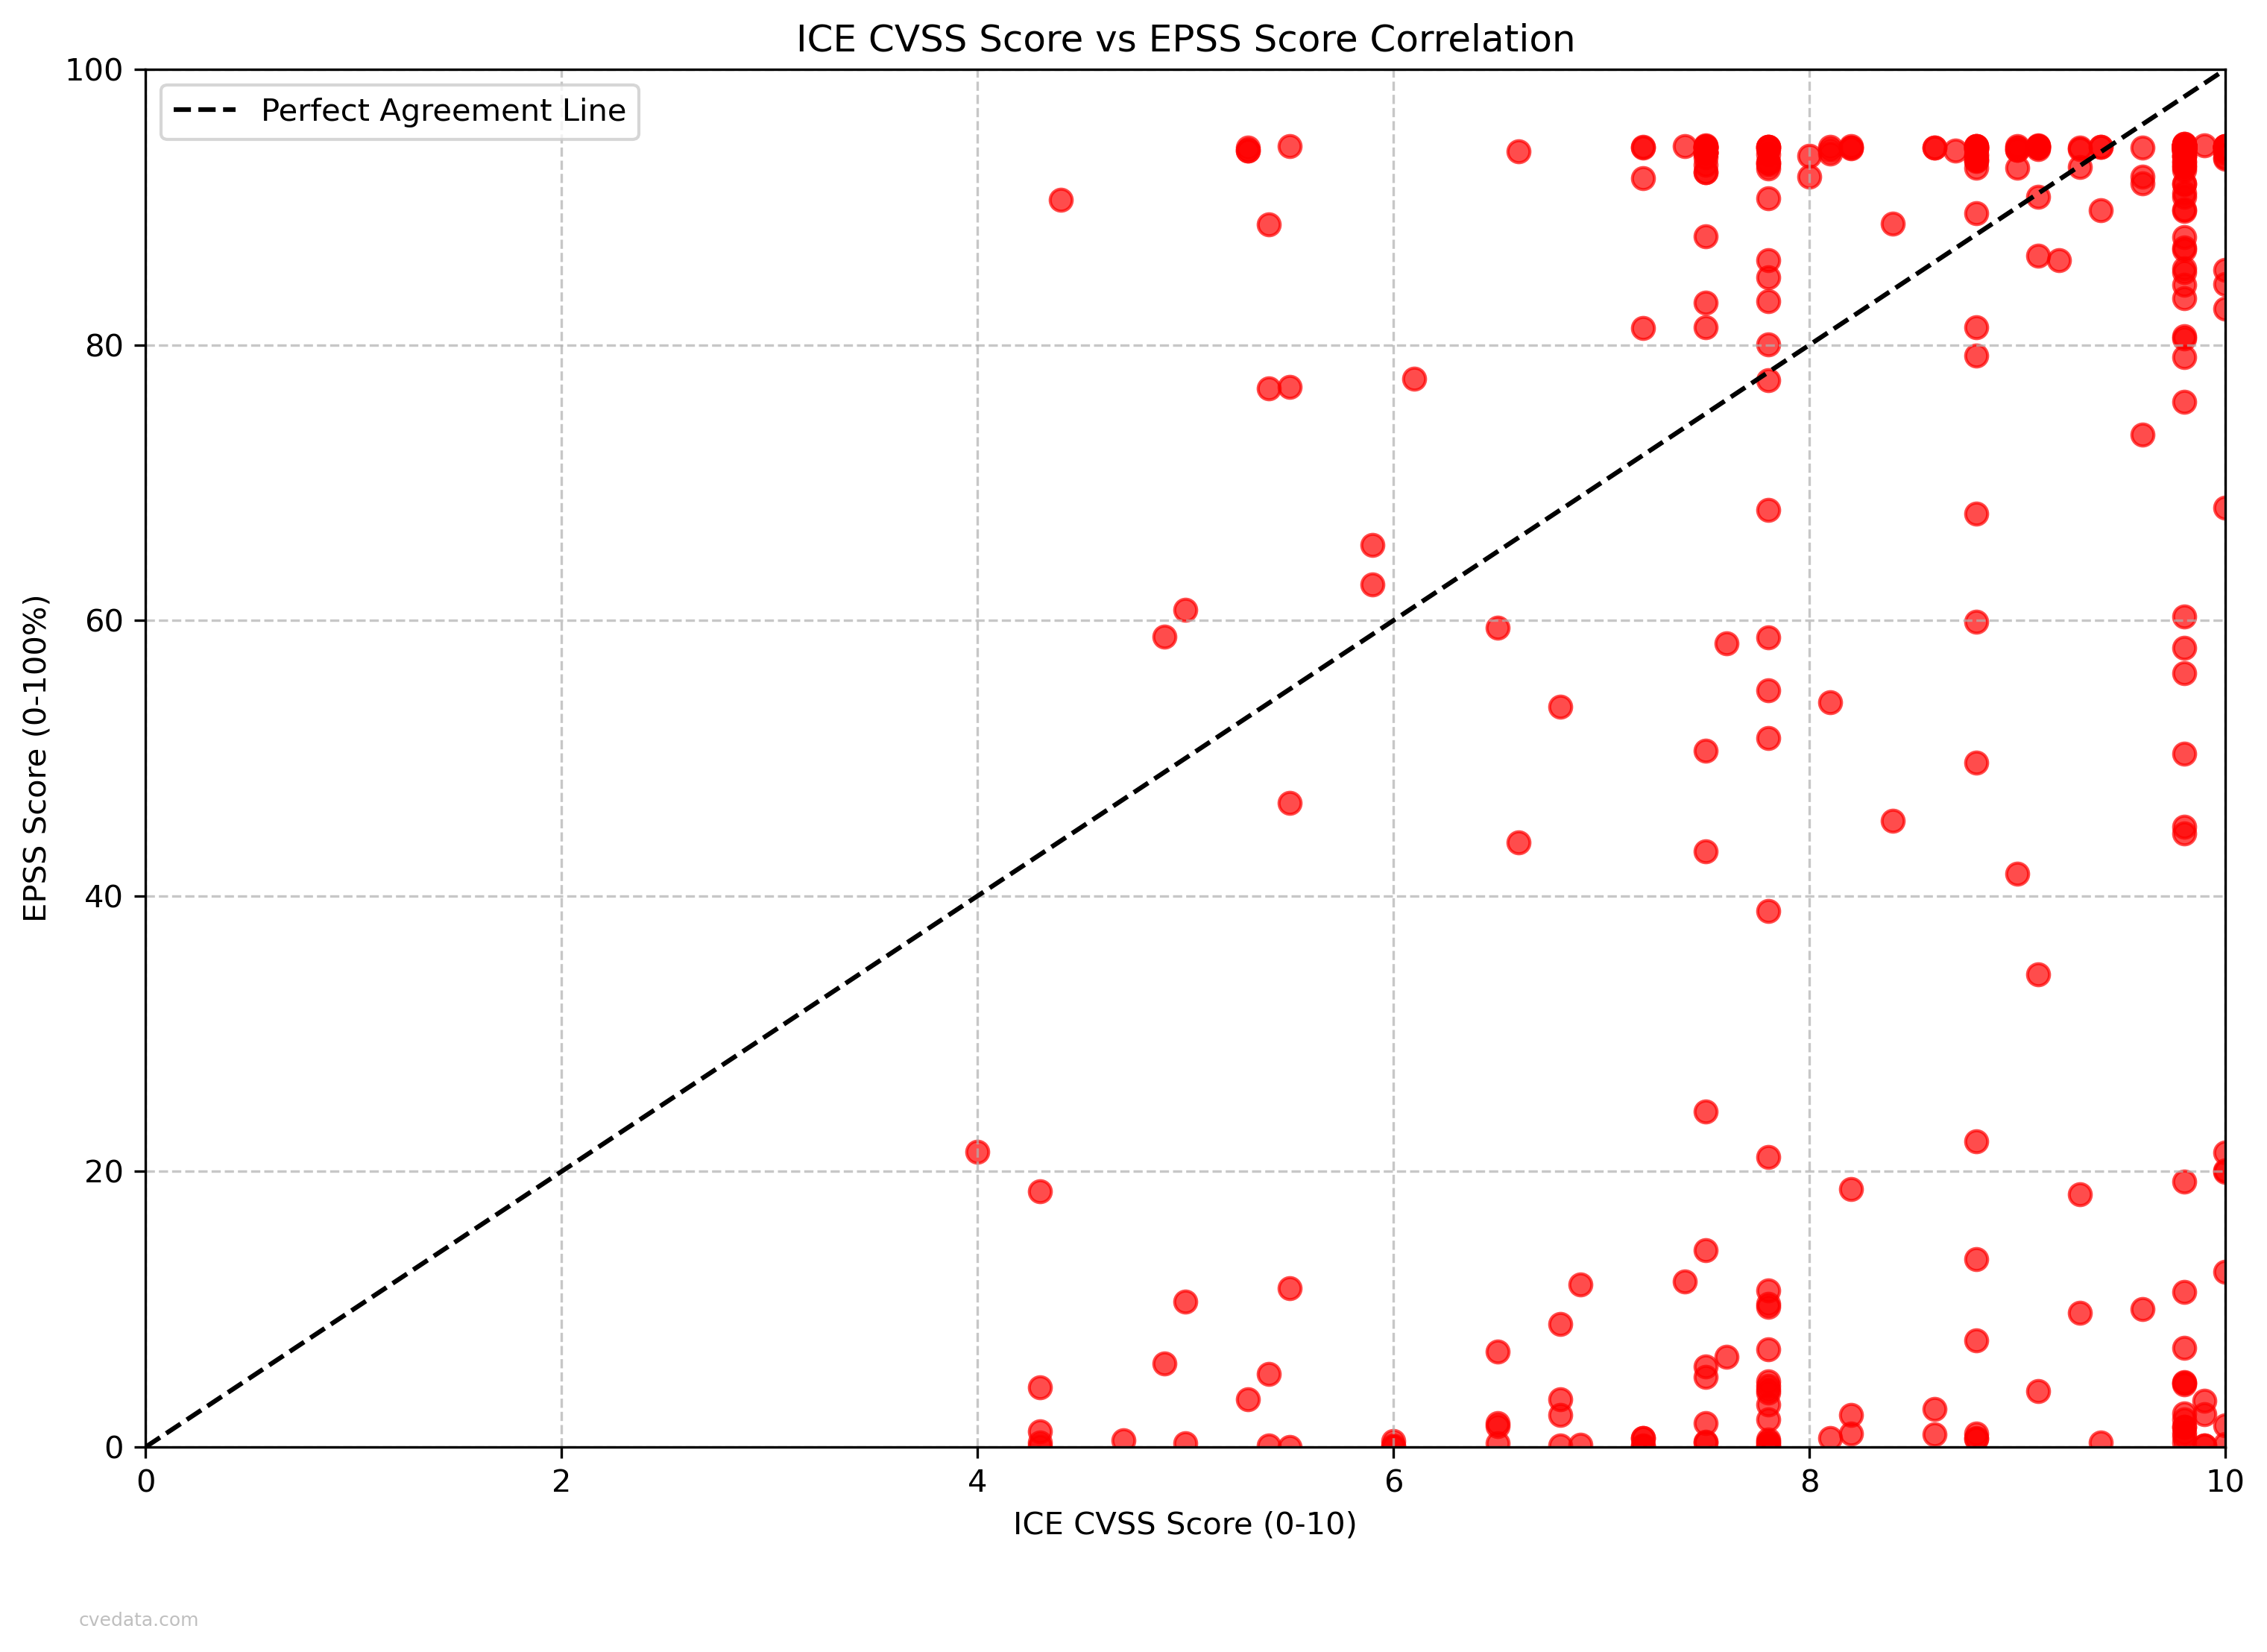 ICE CVSS Score vs EPSS Score Correlation
100
Perfect Agreement Line
80
60
EPSS Score (0-100%)
40
20
0
0 2 4 6 8 10
ICE CVSS Score (0-10)
cvedata.com